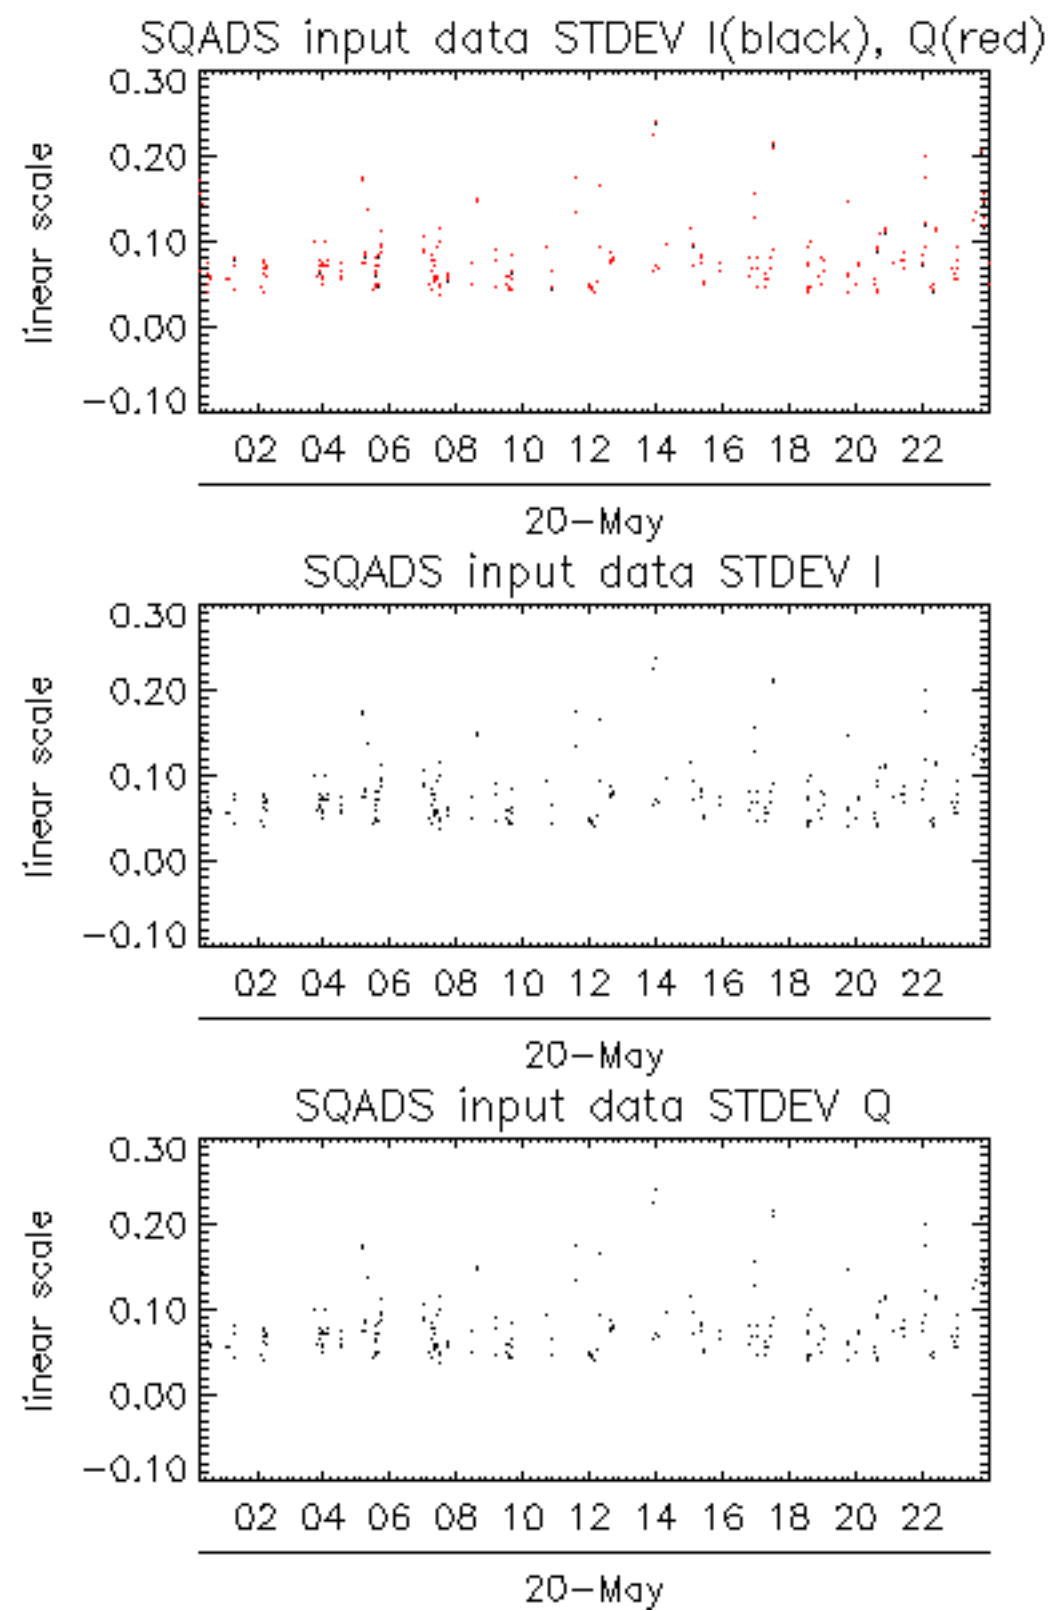 SQADS input data STDEV I(black), Q(red)
0.30
0.20
0.10
0.00
−0.10
linear scale
02 04 06 08 10 12 14 16 18 20 22
20−May
SQADS input data STDEV I
0.30
0.20
0.10
0.00
−0.10
linear scale
02 04 06 08 10 12 14 16 18 20 22
20−May
SQADS input data STDEV Q
0.30
0.20
0.10
0.00
−0.10
linear scale
02 04 06 08 10 12 14 16 18 20 22
20−May